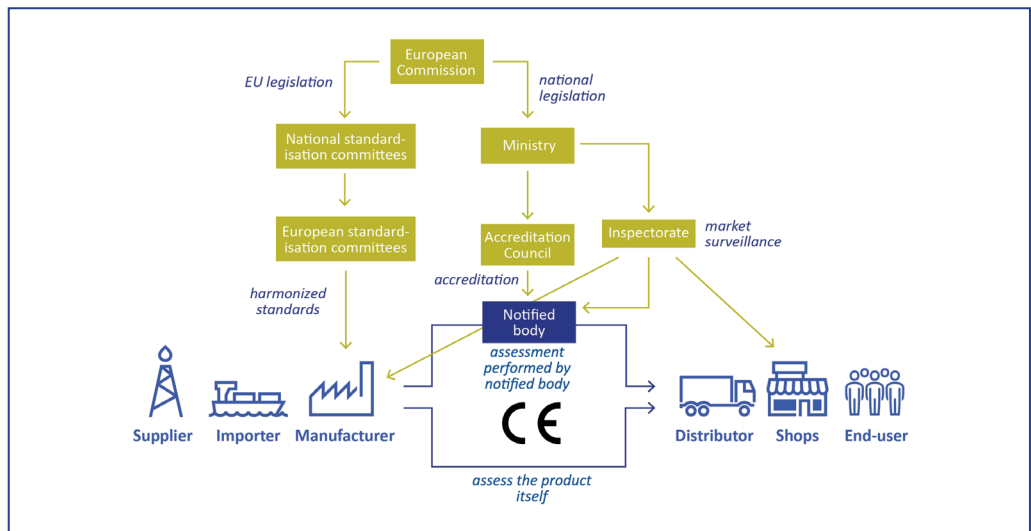 European
Commission
EU legislation
national
legislation
National standard-
isation committees
Ministry
European standard-
isation committees
Accreditation
Council
Inspectorate
market
surveillance
accreditation
harmonized
standards
Notified
body
assessment
performed by
notified body
CE
Supplier
Importer
Manufacturer
Distributor
Shops
End-user
assess the product
itself